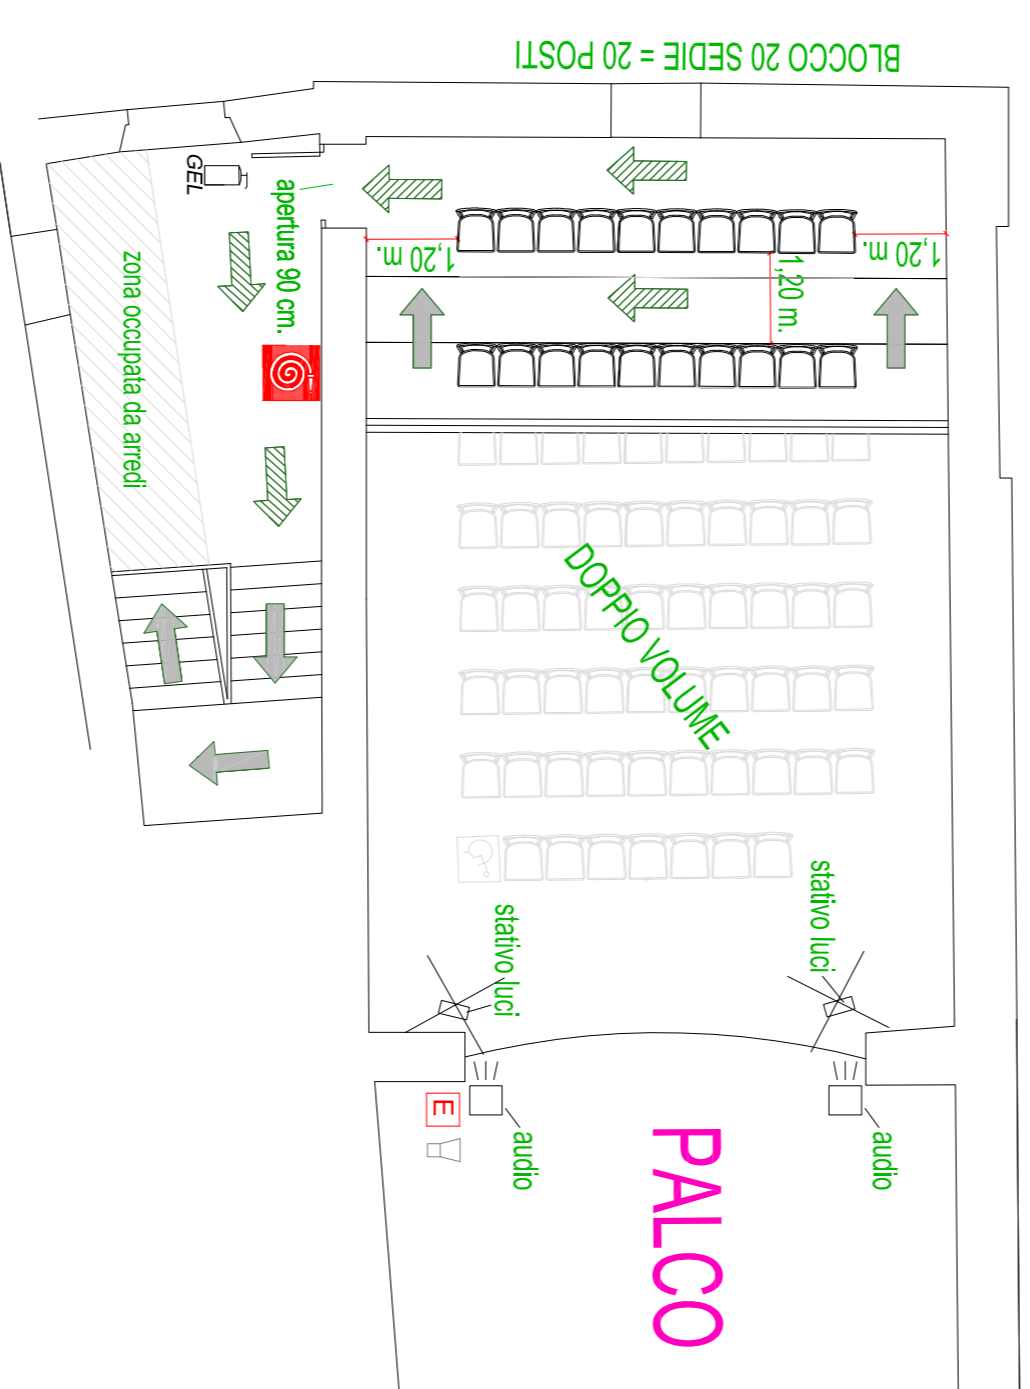 BLOCCO 20 SEDIE = 20 POSTI
GEL
apertura 90 cm.
1,20 m.
1,20 m.
1,20 m.
zona occupata da arredi
DOPPIO VOLUME
stativo luci
stativo luci
E
audio
audio
PALCO